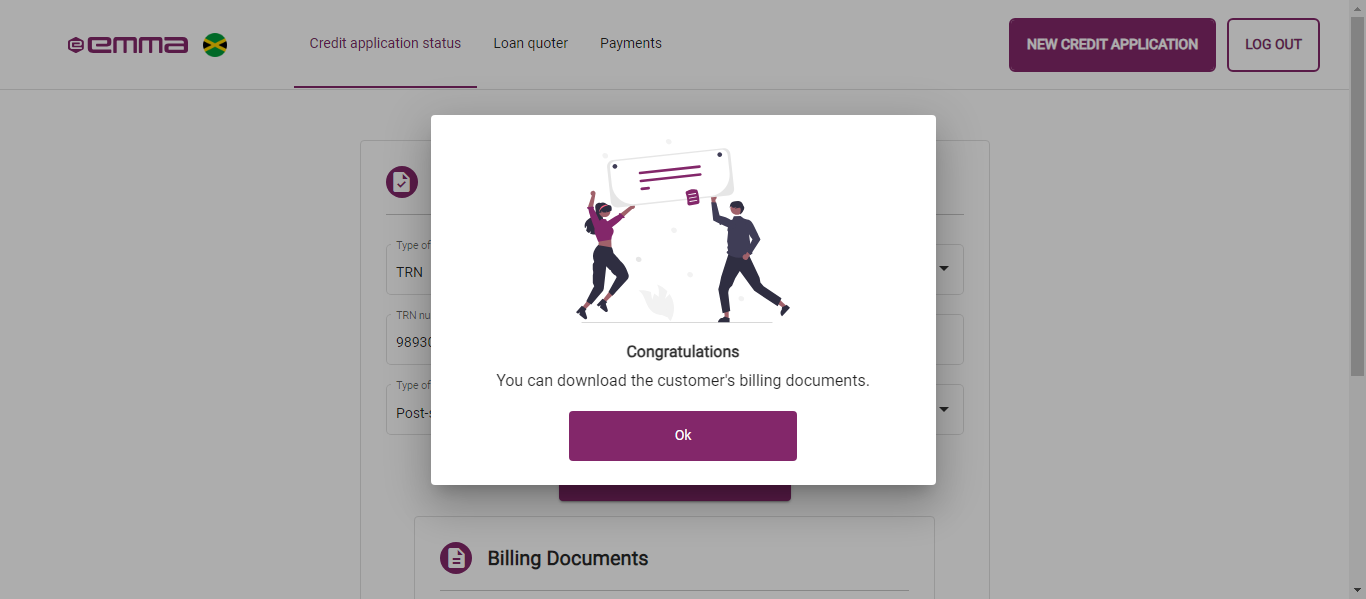 emma
Credit application status
Loan quoter
Payments
NEW CREDIT APPLICATION
LOG OUT
Type of
TRN
TRN nu
9893
Type of
Post-
Congratulations
You can download the customer's billing documents.
Ok
Billing Documents